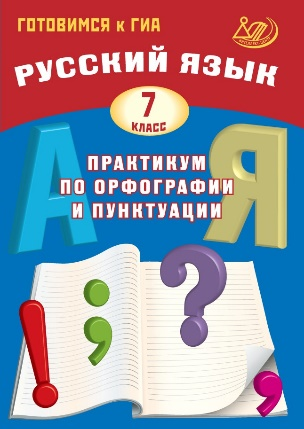 ГОТОВИМСЯ К ГИА
РУССКИЙ ЯЗЫК
7
КЛАСС
ПРАКТИКУМ
ПО ОРФОГРАФИИ
И ПУНКТУАЦИИ
А Я
! ; ?
,